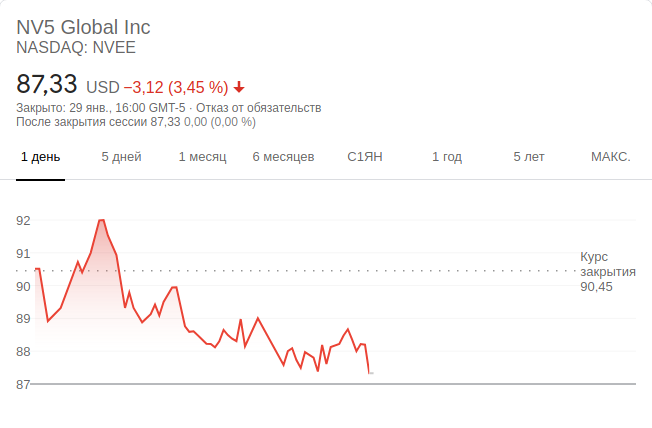 NV5 Global Inc
NASDAQ: NVEE
87,33 USD −3,12 (3,45 %)
Закрыто: 29 янв., 16:00 GMT-5 · Отказ от обязательств
После закрытия сессии 87,33 0,00 (0,00 %)
1 день 5 дней 1 месяц 6 месяцев С1ЯН 1 год 5 лет МАКС.
92
91
90
89
88
87
Курс
закрытия
90,45